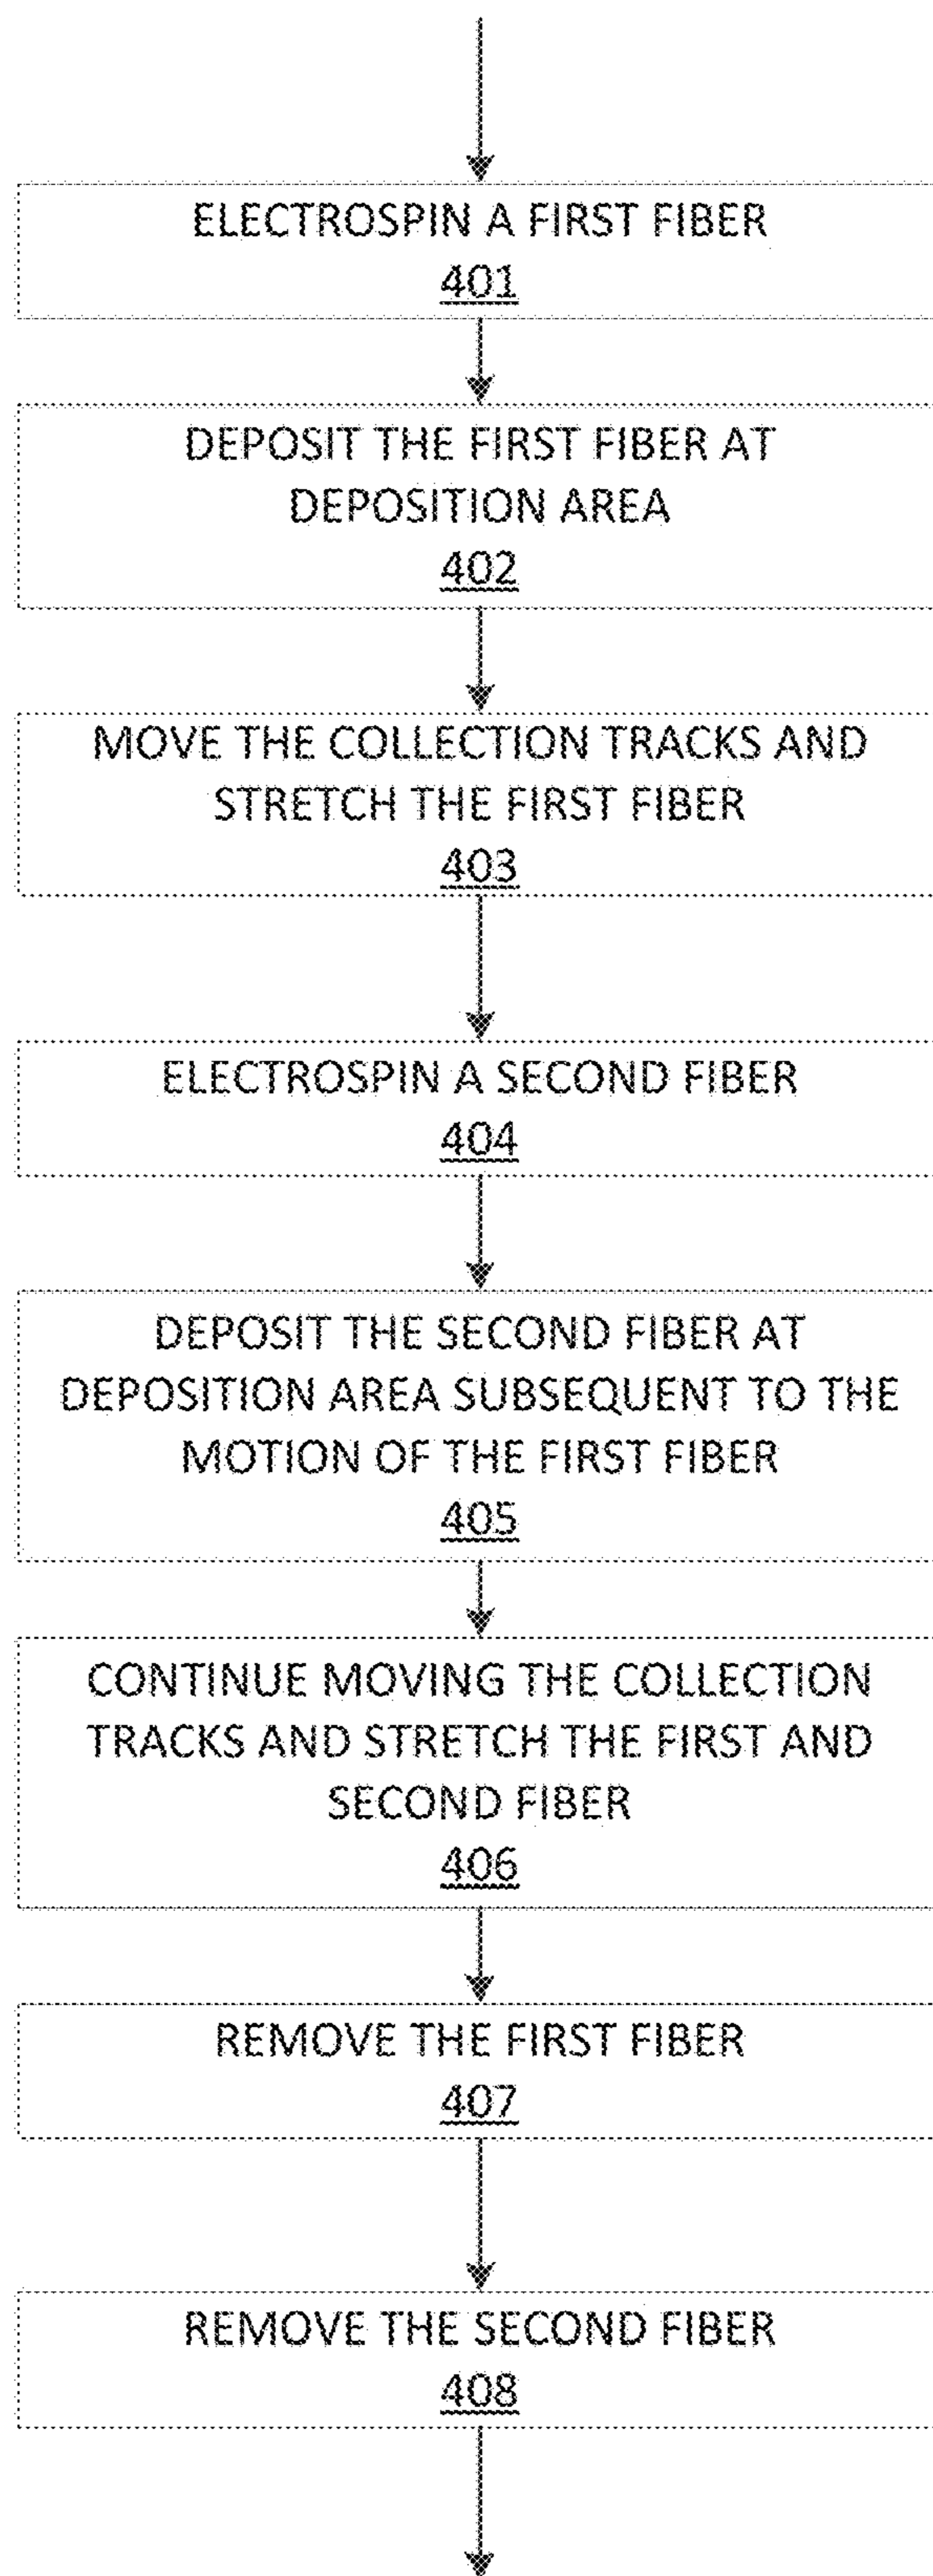 ELECTROSPIN A FIRST FIBER
401
DEPOSIT THE FIRST FIBER AT
DEPOSITION AREA
402
MOVE THE COLLECTION TRACKS AND
STRETCH THE FIRST FIBER
403
ELECTROSPIN A SECOND FIBER
404
DEPOSIT THE SECOND FIBER AT
DEPOSITION AREA SUBSEQUENT TO THE
MOTION OF THE FIRST FIBER
405
CONTINUE MOVING THE COLLECTION
TRACKS AND STRETCH THE FIRST AND
SECOND FIBER
406
REMOVE THE FIRST FIBER
407
REMOVE THE SECOND FIBER
408